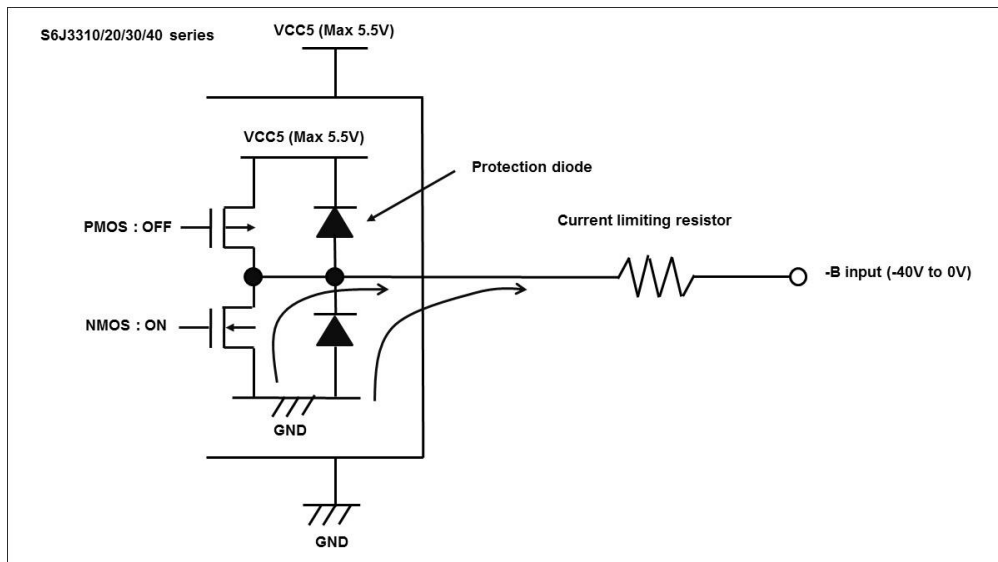 S6J3310/20/30/40 series
VCC5 (Max 5.5V)
VCC5 (Max 5.5V)
Protection diode
Current limiting resistor
PMOS : OFF
-B input (-40V to 0V)
NMOS : ON
GND
GND